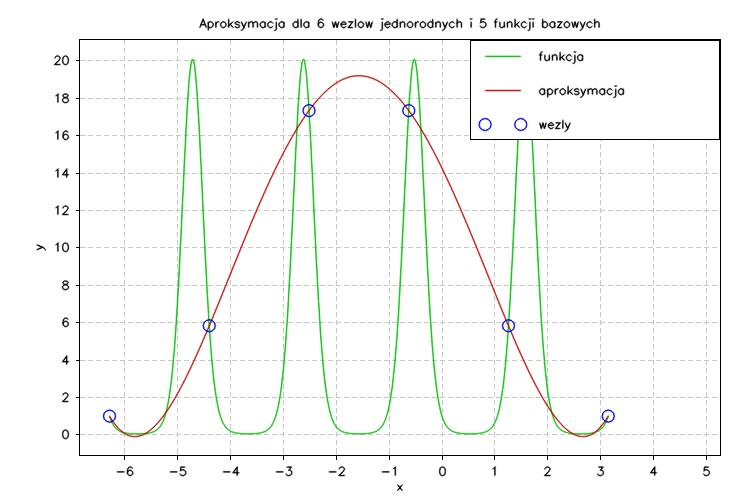 Aproksymacja dla 6 wezlow jednorodnych i 5 funkcji bazowych
funkcja
aproksymacja
wezly
20
18
16
14
12
10
8
6
4
2
0
y
-6 -5 -4 -3 -2 -1 0 1 2 3 4 5
x